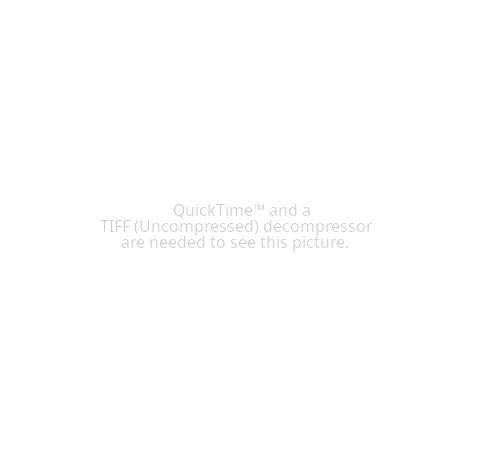 QuickTime™ and a
TIFF (Uncompressed) decompressor
are needed to see this picture.